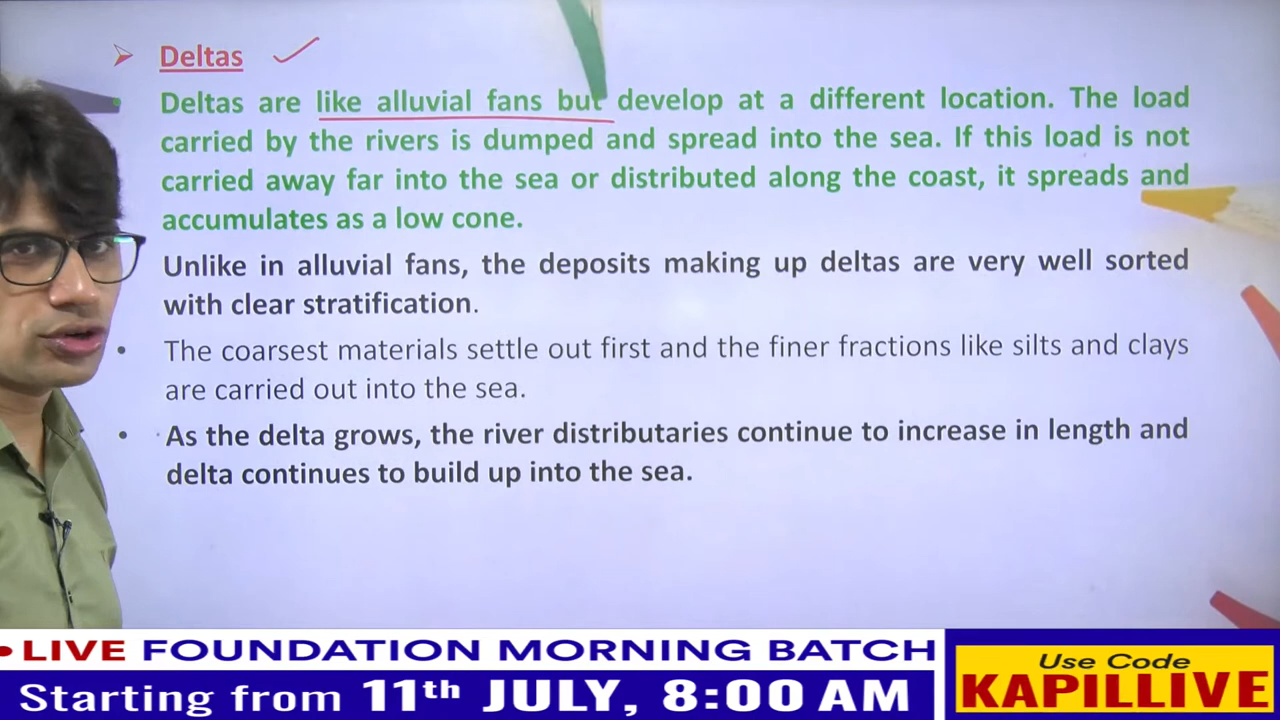 Deltas
Deltas are like alluvial fans but develop at a different location. The load
carried by the rivers is dumped and spread into the sea. If this load is not
carried away far into the sea or distributed along the coast, it spreads and
accumulates as a low cone.
Unlike in alluvial fans, the deposits making up deltas are very well sorted
with clear stratification.
• The coarsest materials settle out first and the finer fractions like silts and clays
are carried out into the sea.
• As the delta grows, the river distributaries continue to increase in length and
delta continues to build up into the sea.
• LIVE FOUNDATION MORNING BATCH
Starting from 11th JULY, 8:00 AM
Use Code
KAPILLIVE